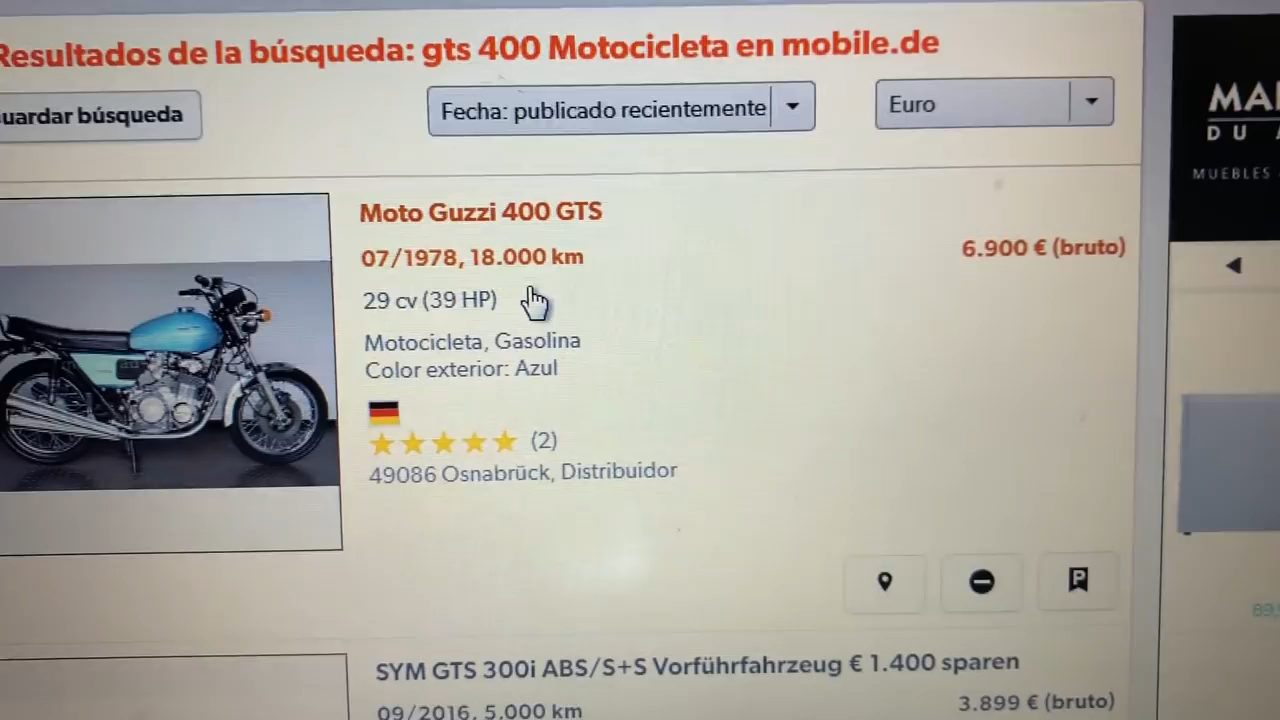 Resultados de la búsqueda: gts 400 Motocicleta en mobile.de
uardar búsqueda
Fecha: publicado recientemente
Euro
MA
DU
MUEBLES
Moto Guzzi 400 GTS
07/1978, 18.000 km
6.900 € (bruto)
29 cv (39 HP)
Motocicleta, Gasolina
Color exterior: Azul
(2)
49086 Osnabrück, Distribuidor
P
SYM GTS 300i ABS/S+S Vorführfahrzeug € 1.400 sparen
09/2016, 5.000 km
3.899 € (bruto)